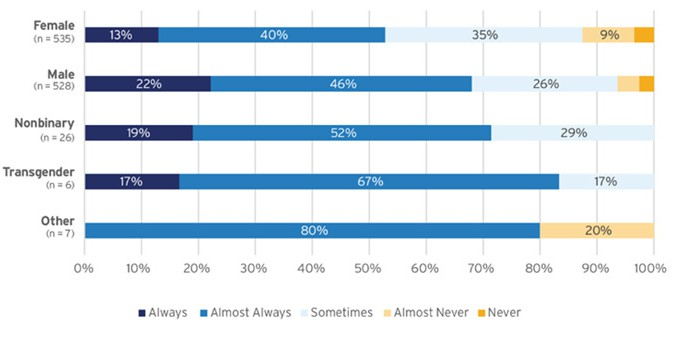 Female
(n = 535)
13% 40% 35% 9%
Male
(n = 528)
22% 46% 26%
Nonbinary
(n = 26)
19% 52% 29%
Transgender
(n = 6)
17% 67% 17%
Other
(n = 7)
80% 20%
0% 10% 20% 30% 40% 50% 60% 70% 80% 90% 100%
Always Almost Always Sometimes Almost Never Never